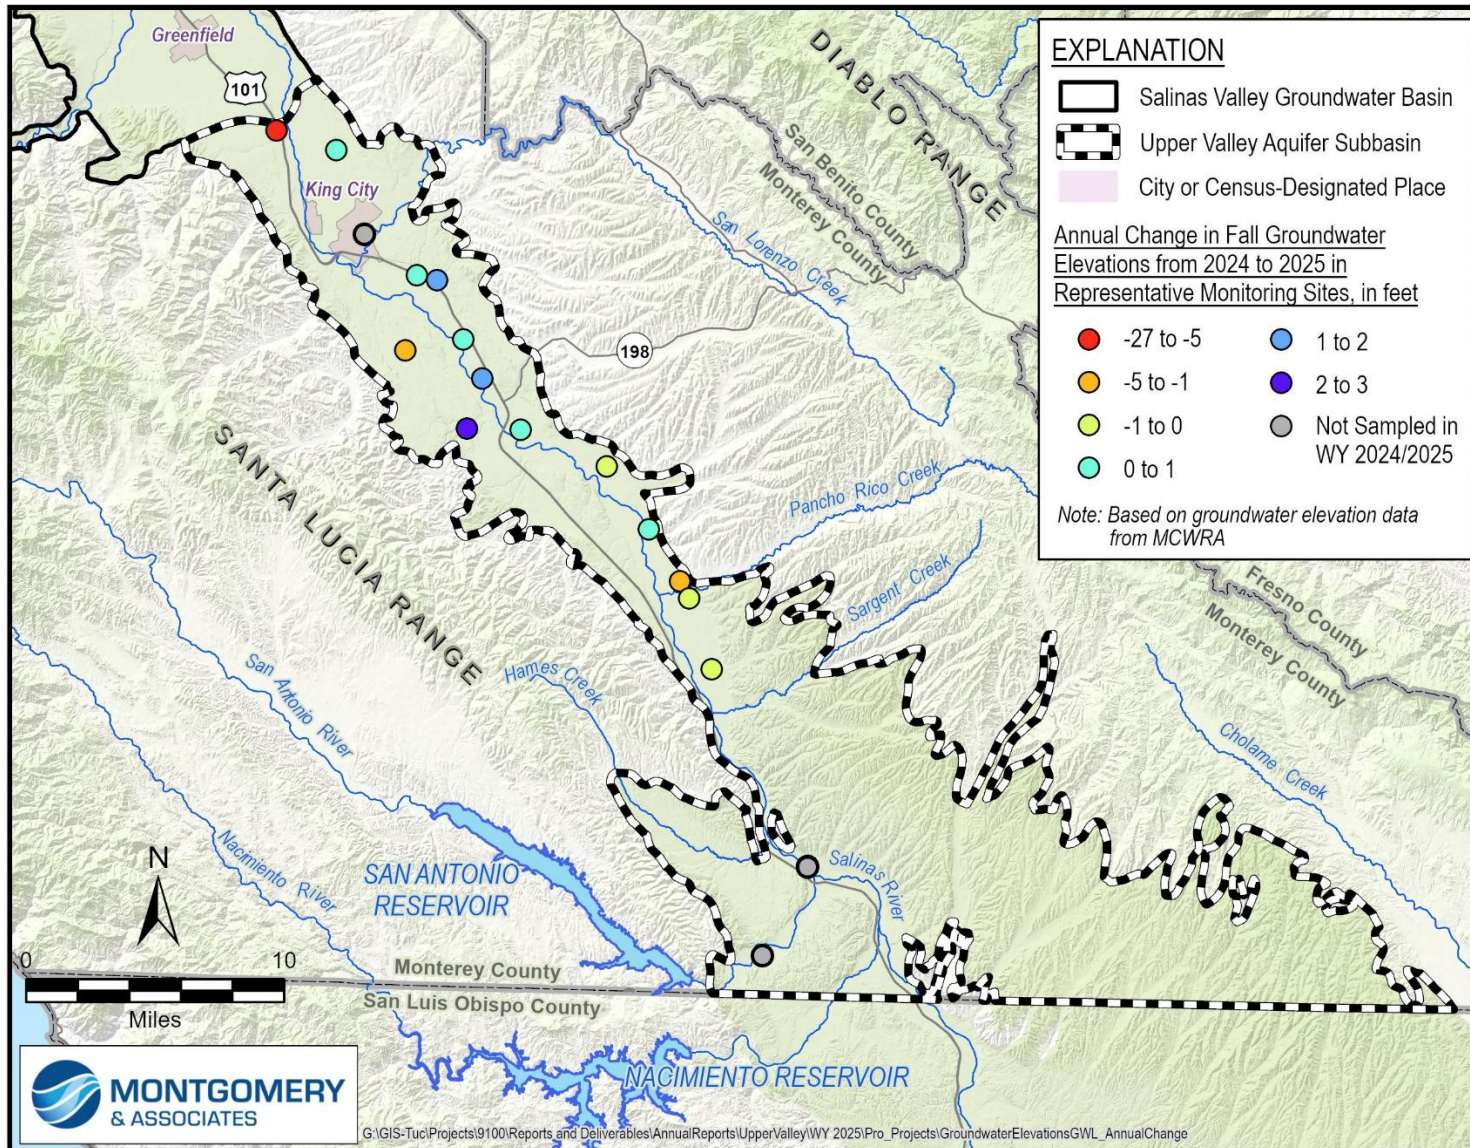 Greenfield
101
King City
DIABLO RANGE
San Benito County
Monterey County
San Lorenzo Creek
198
SANTA LUCIA RANGE
Pancho Rico Creek
Sargent Creek
Hames Creek
San Antonio River
Nacimiento River
Fresno County
Monterey County
Cholame Creek
Salinas River
SAN ANTONIO
RESERVOIR
N
0 10
Miles
Monterey County
San Luis Obispo County
NACIMIENTO RESERVOIR
MONTGOMERY
& ASSOCIATES
G:\GIS-Tuc\Projects\9100\Reports and Deliverables\AnnualReports\UpperValley\WY 2025\Pro_Projects\GroundwaterElevationsGWL_AnnualChange
EXPLANATION
Salinas Valley Groundwater Basin
Upper Valley Aquifer Subbasin
City or Census-Designated Place
Annual Change in Fall Groundwater
Elevations from 2024 to 2025 in
Representative Monitoring Sites, in feet
-27 to -5
-5 to -1
-1 to 0
0 to 1
1 to 2
2 to 3
Not Sampled in
WY 2024/2025
Note: Based on groundwater elevation data
from MCWRA